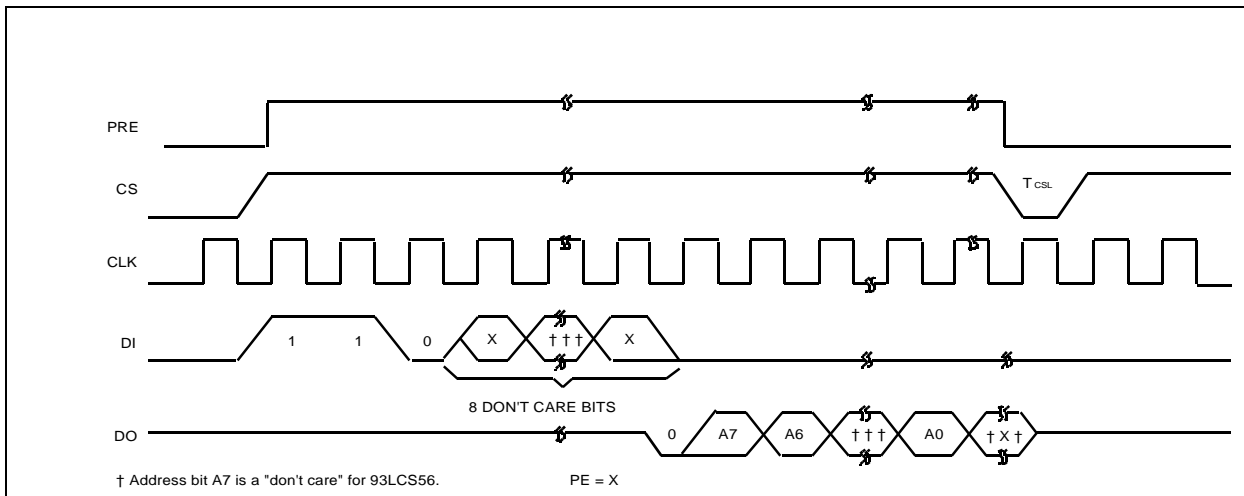 PRE
CS
T CSL
CLK
DI
1 1 0 X † † † X
8 DON'T CARE BITS
DO
0 A7 A6 † † † A0 † X †
† Address bit A7 is a "don't care" for 93LCS56.
PE = X